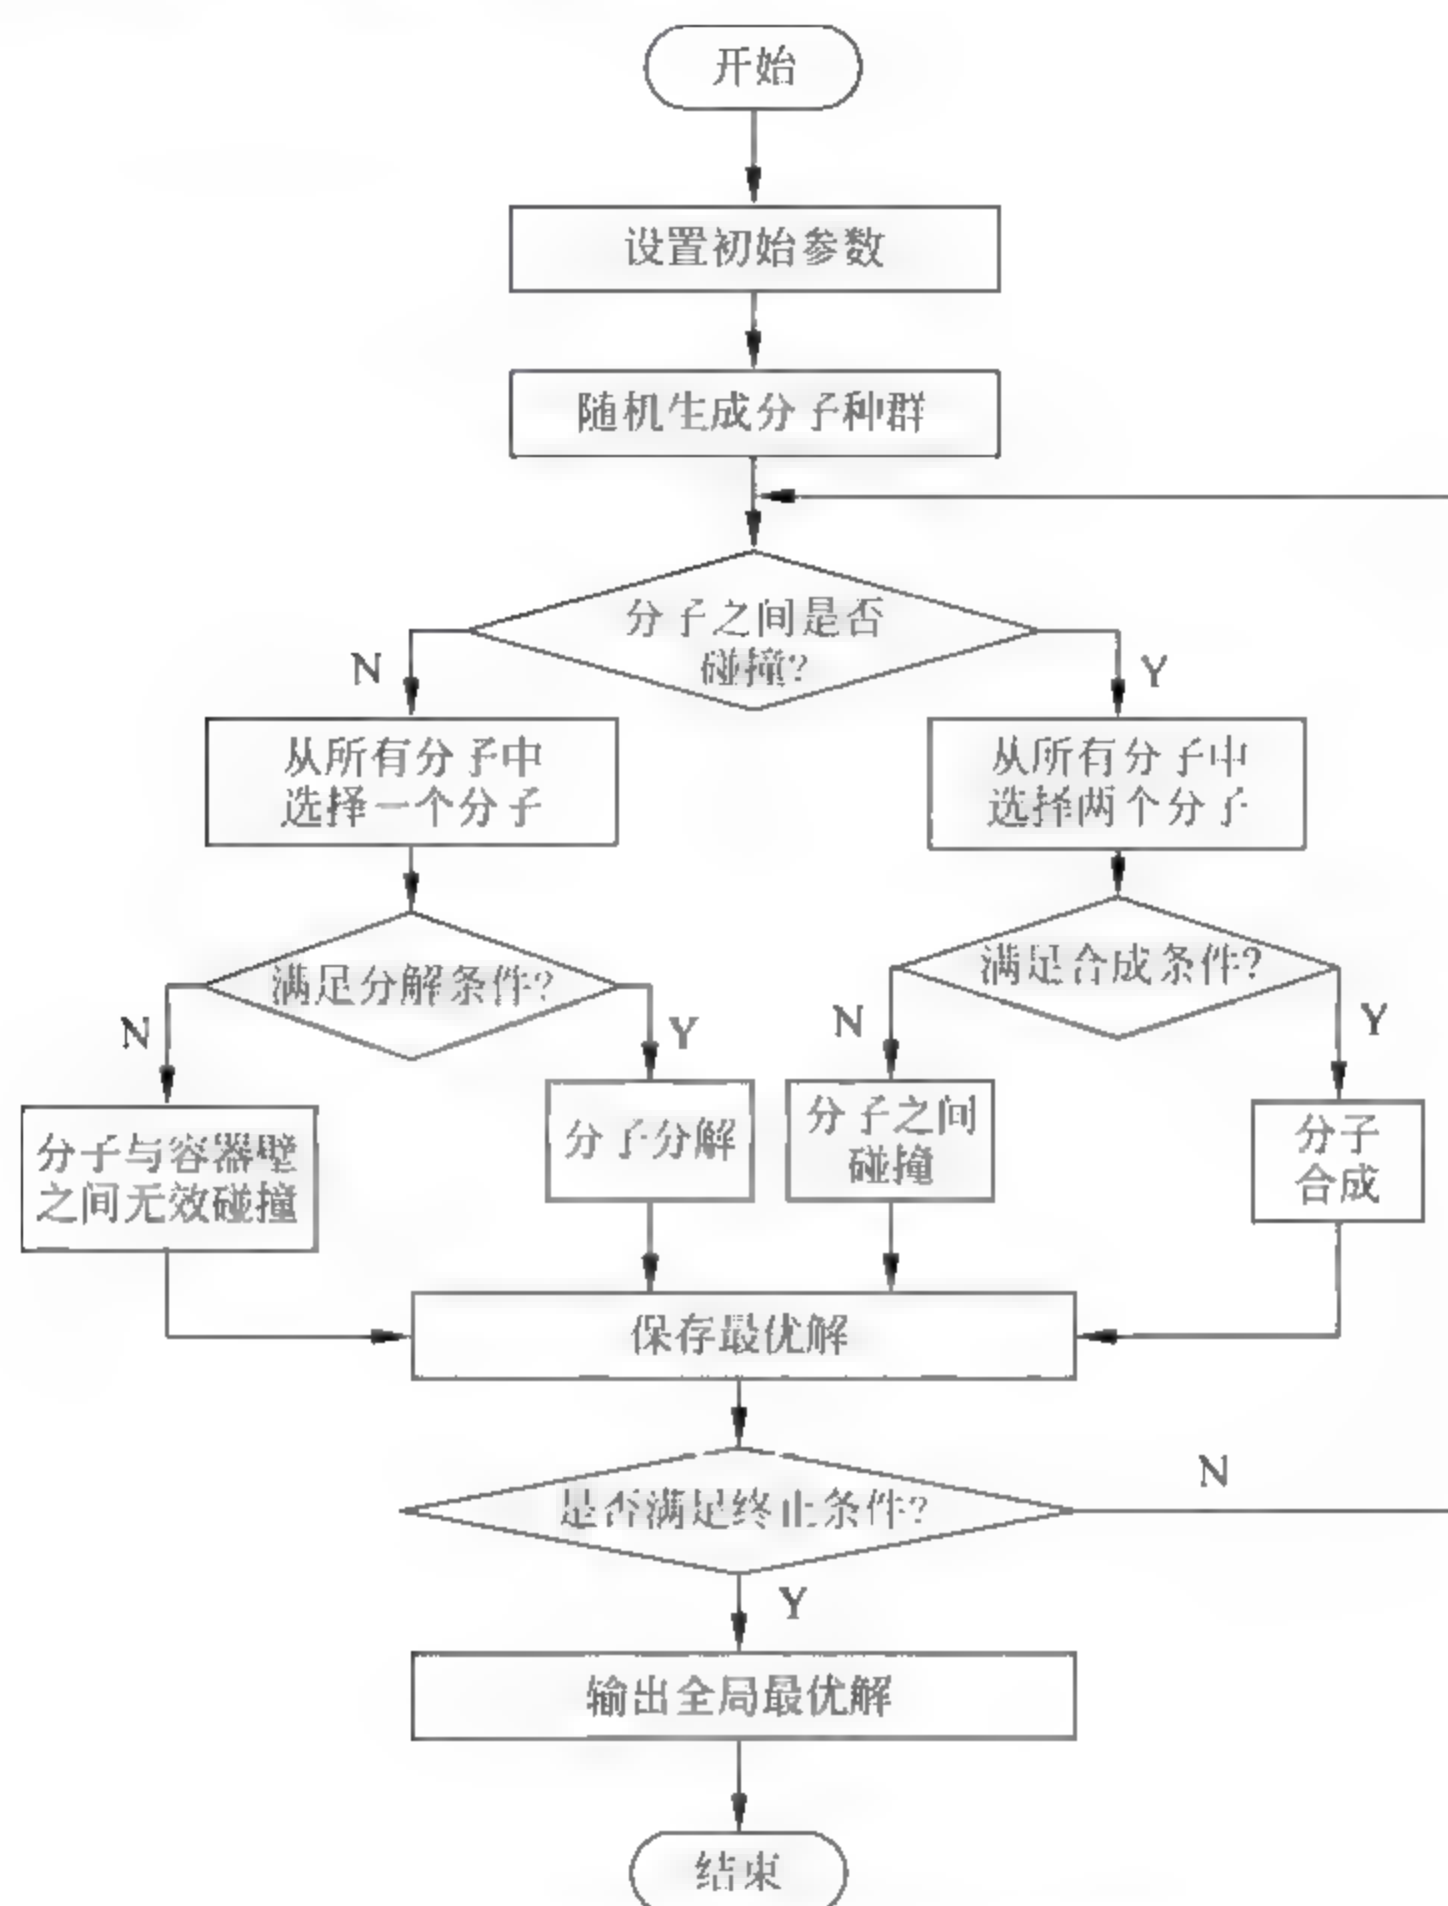 开始
设置初始参数
随机生成分子种群
分子之间是否
碰撞?
N
Y
从所有分子中
选择一个分子
从所有分子中
选择两个分子
满足分解条件?
满足合成条件?
N
Y
N
Y
分子与容器壁
之间无效碰撞
分子分解
分子之间
碰撞
分子
合成
保存最优解
是否满足终止条件?
N
Y
输出全局最优解
结束